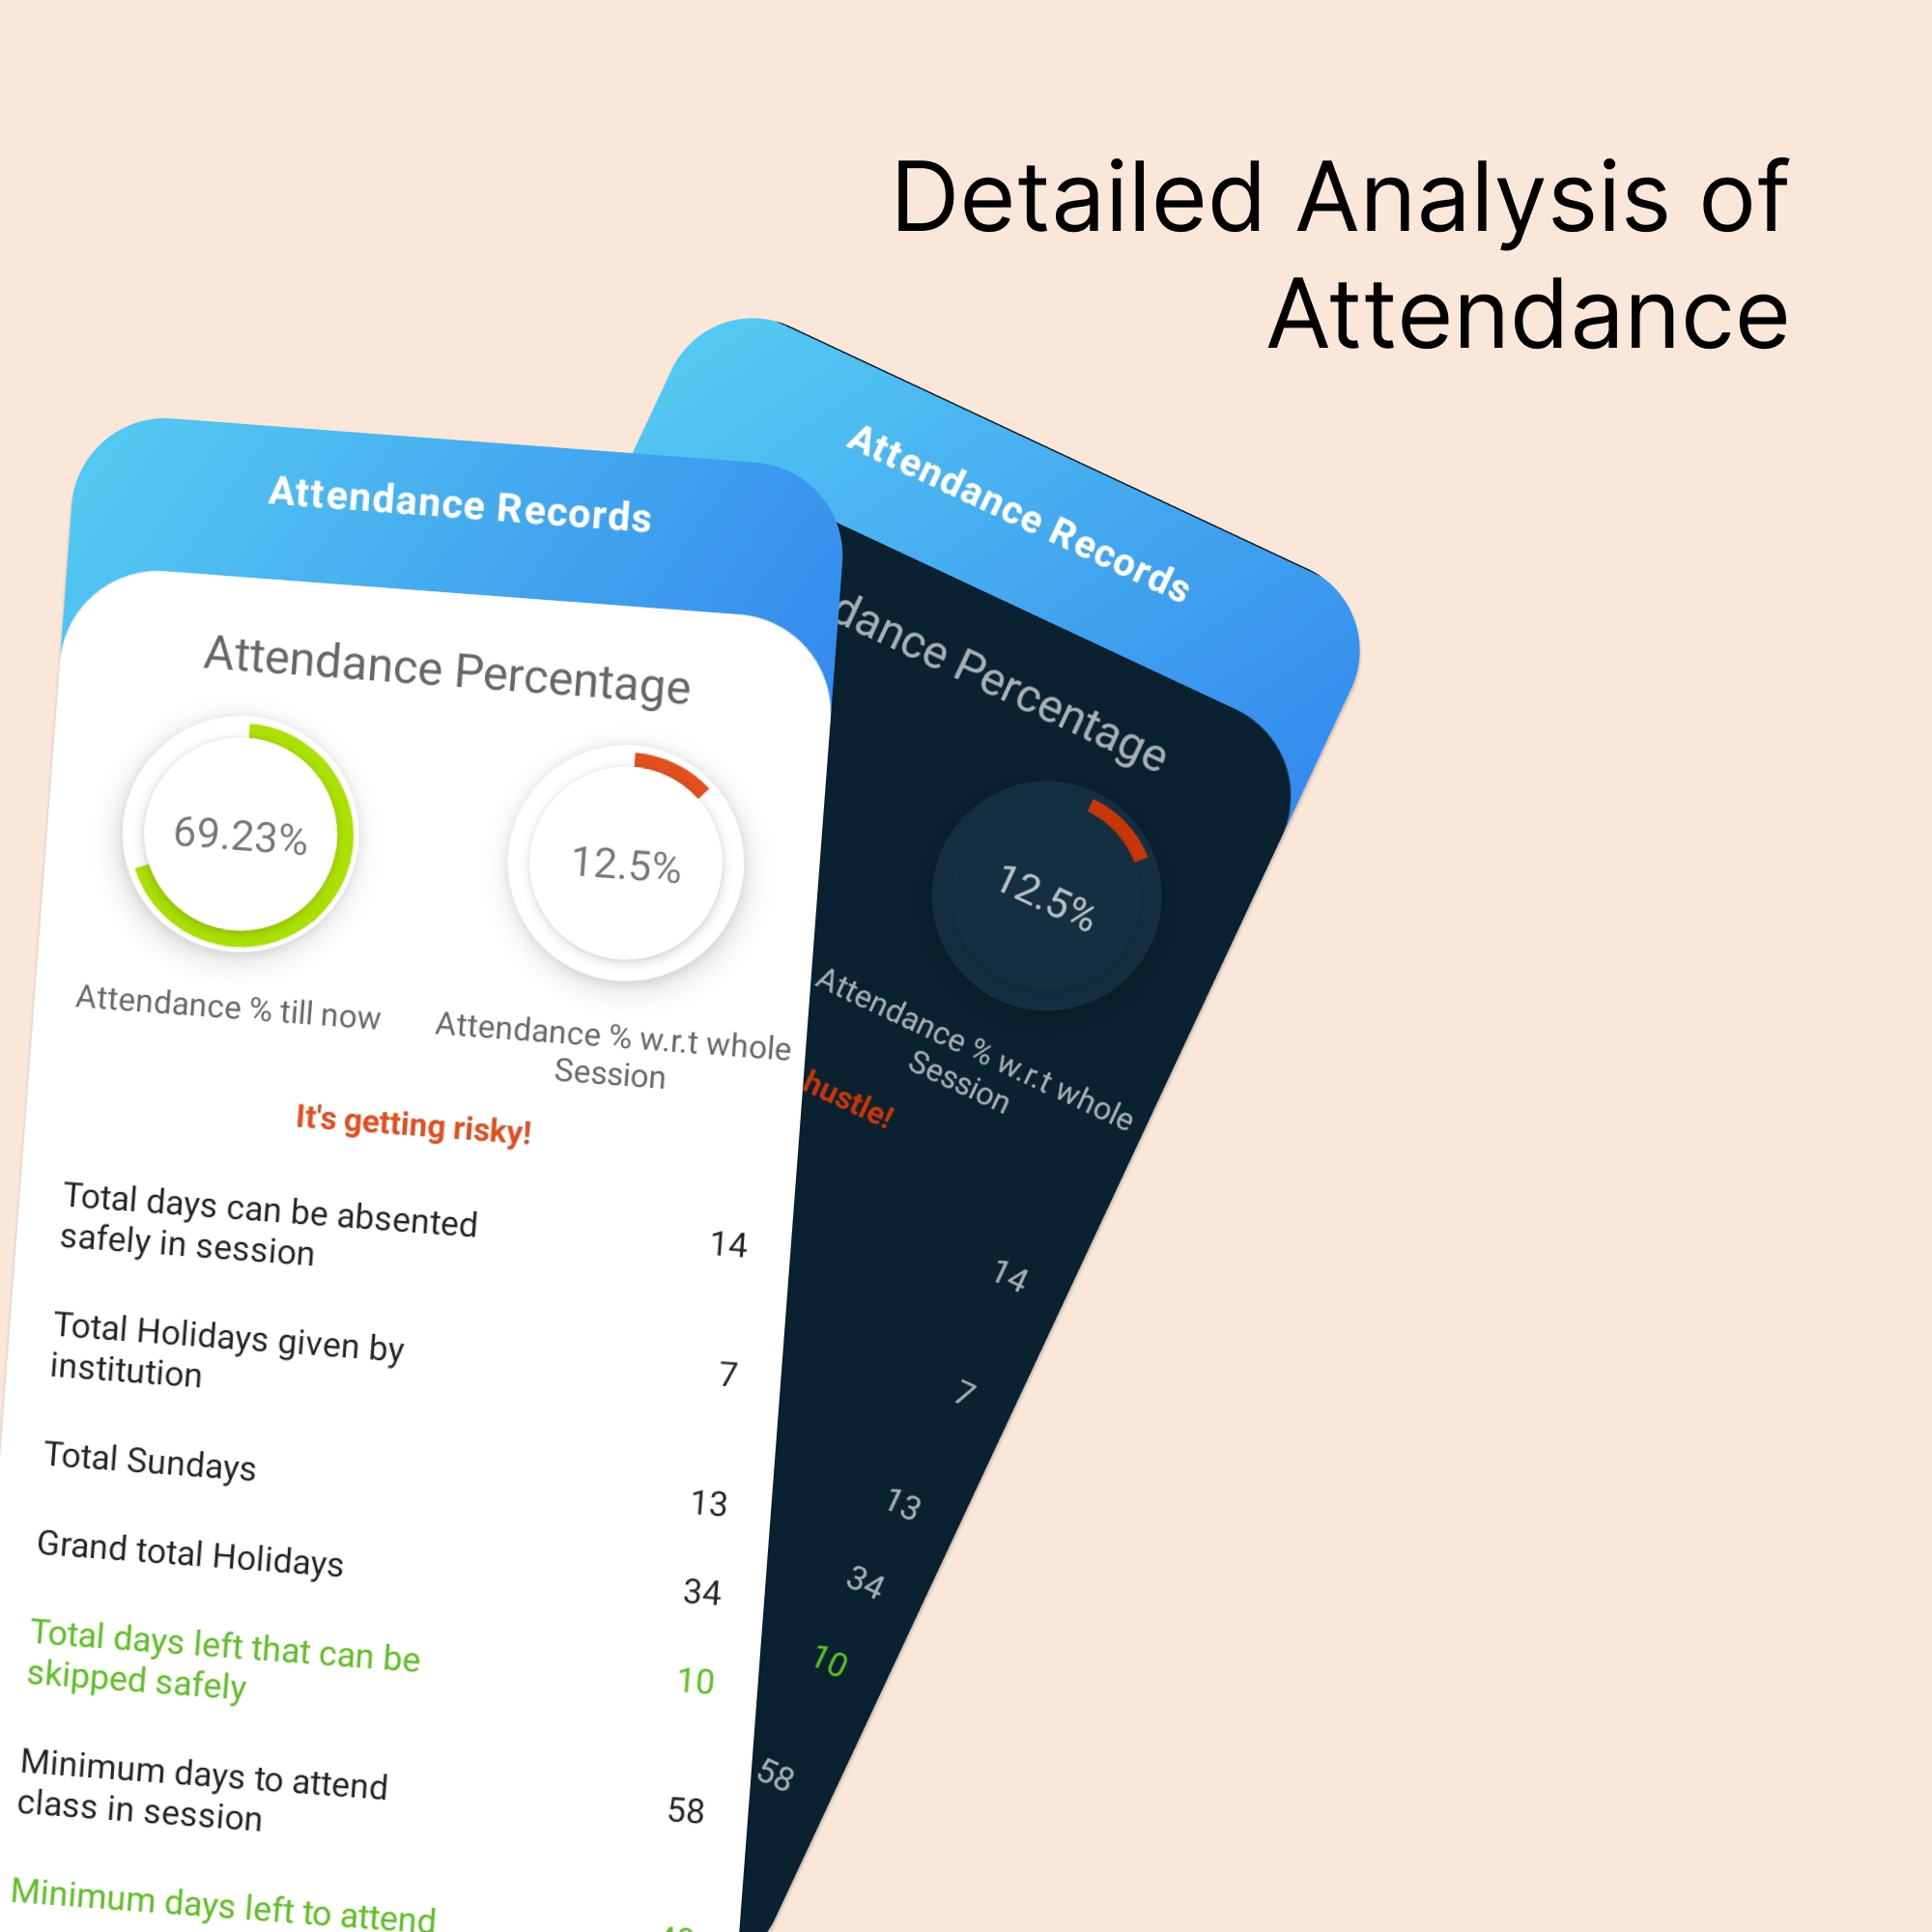 Detailed Analysis of
Attendance
Attendance Records
Attendance Percentage
69.23%
12.5%
Attendance % till now
Attendance % w.r.t whole
Session
It's getting risky!
Total days can be absented
safely in session
14
Total Holidays given by
institution
7
Total Sundays
13
Grand total Holidays
34
Total days left that can be
skipped safely
10
Minimum days to attend
class in session
58
Minimum days left to attend
Attendance Records
Percentage
12.5%
Attendance % w.r.t whole
Session
hustle!
14
7
13
34
10
58